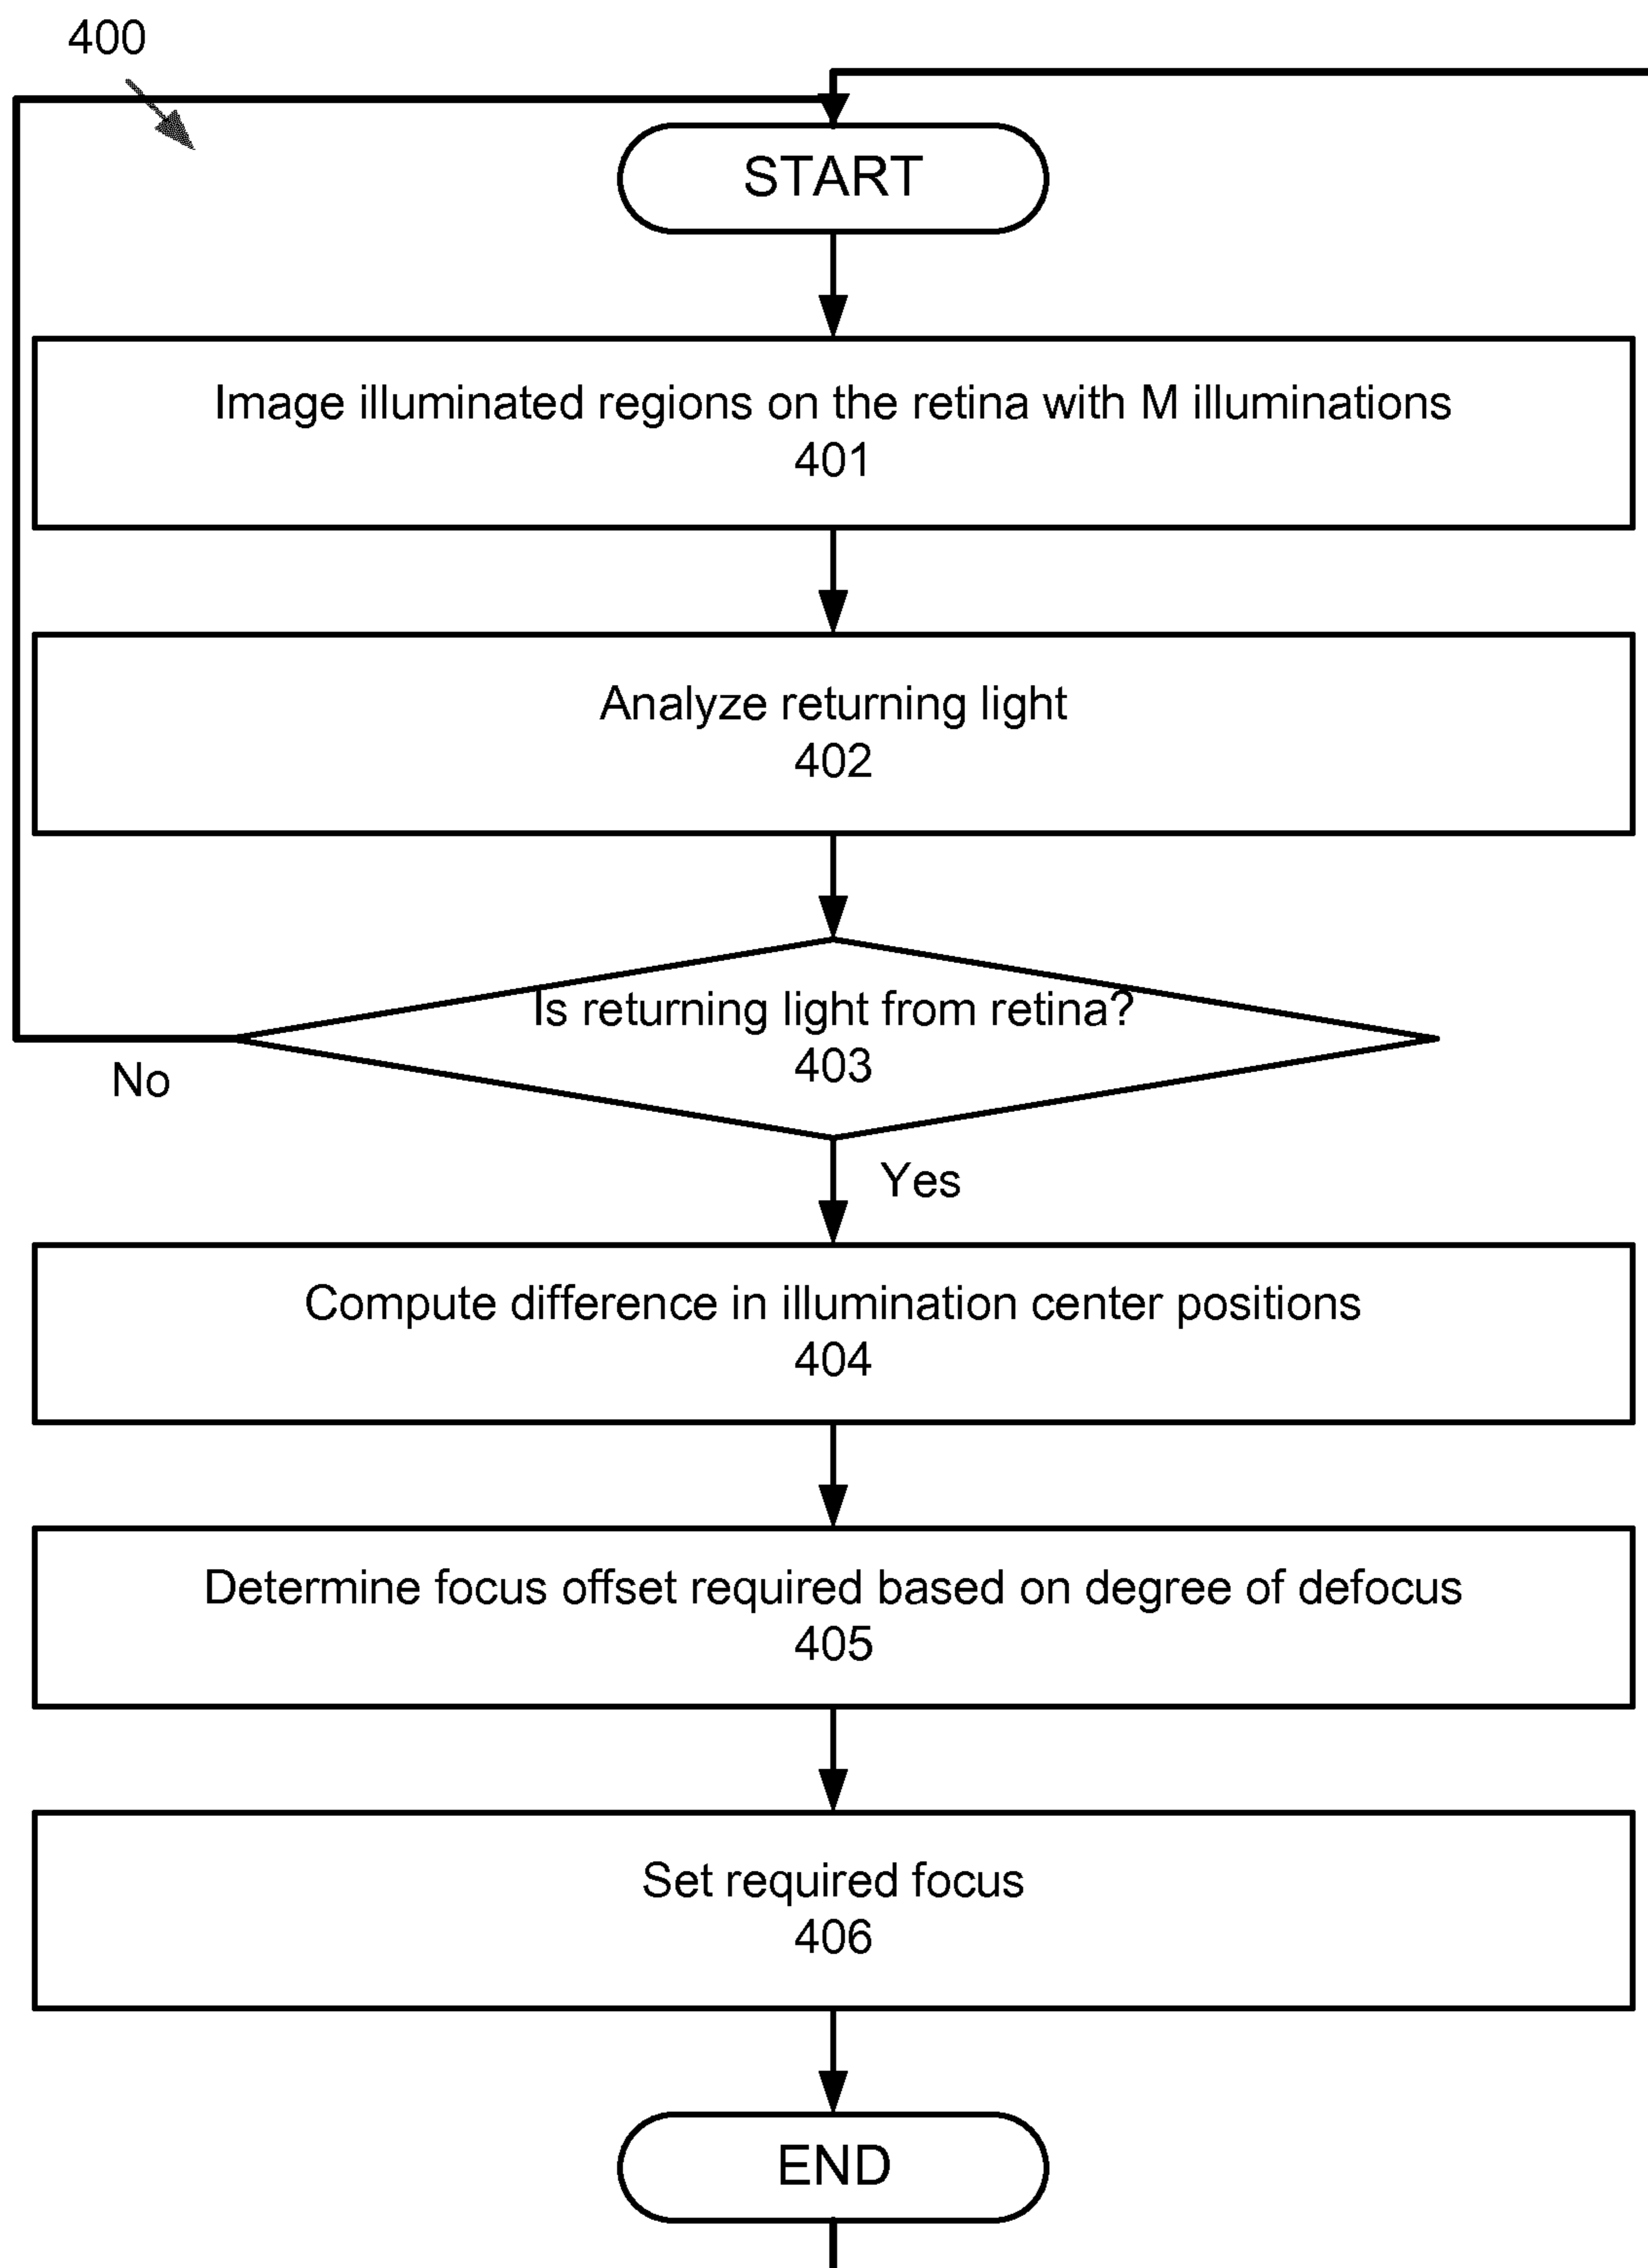 400
START
Image illuminated regions on the retina with M illuminations
401
Analyze returning light
402
Is returning light from retina?
403
No
Yes
Compute difference in illumination center positions
404
Determine focus offset required based on degree of defocus
405
Set required focus
406
END